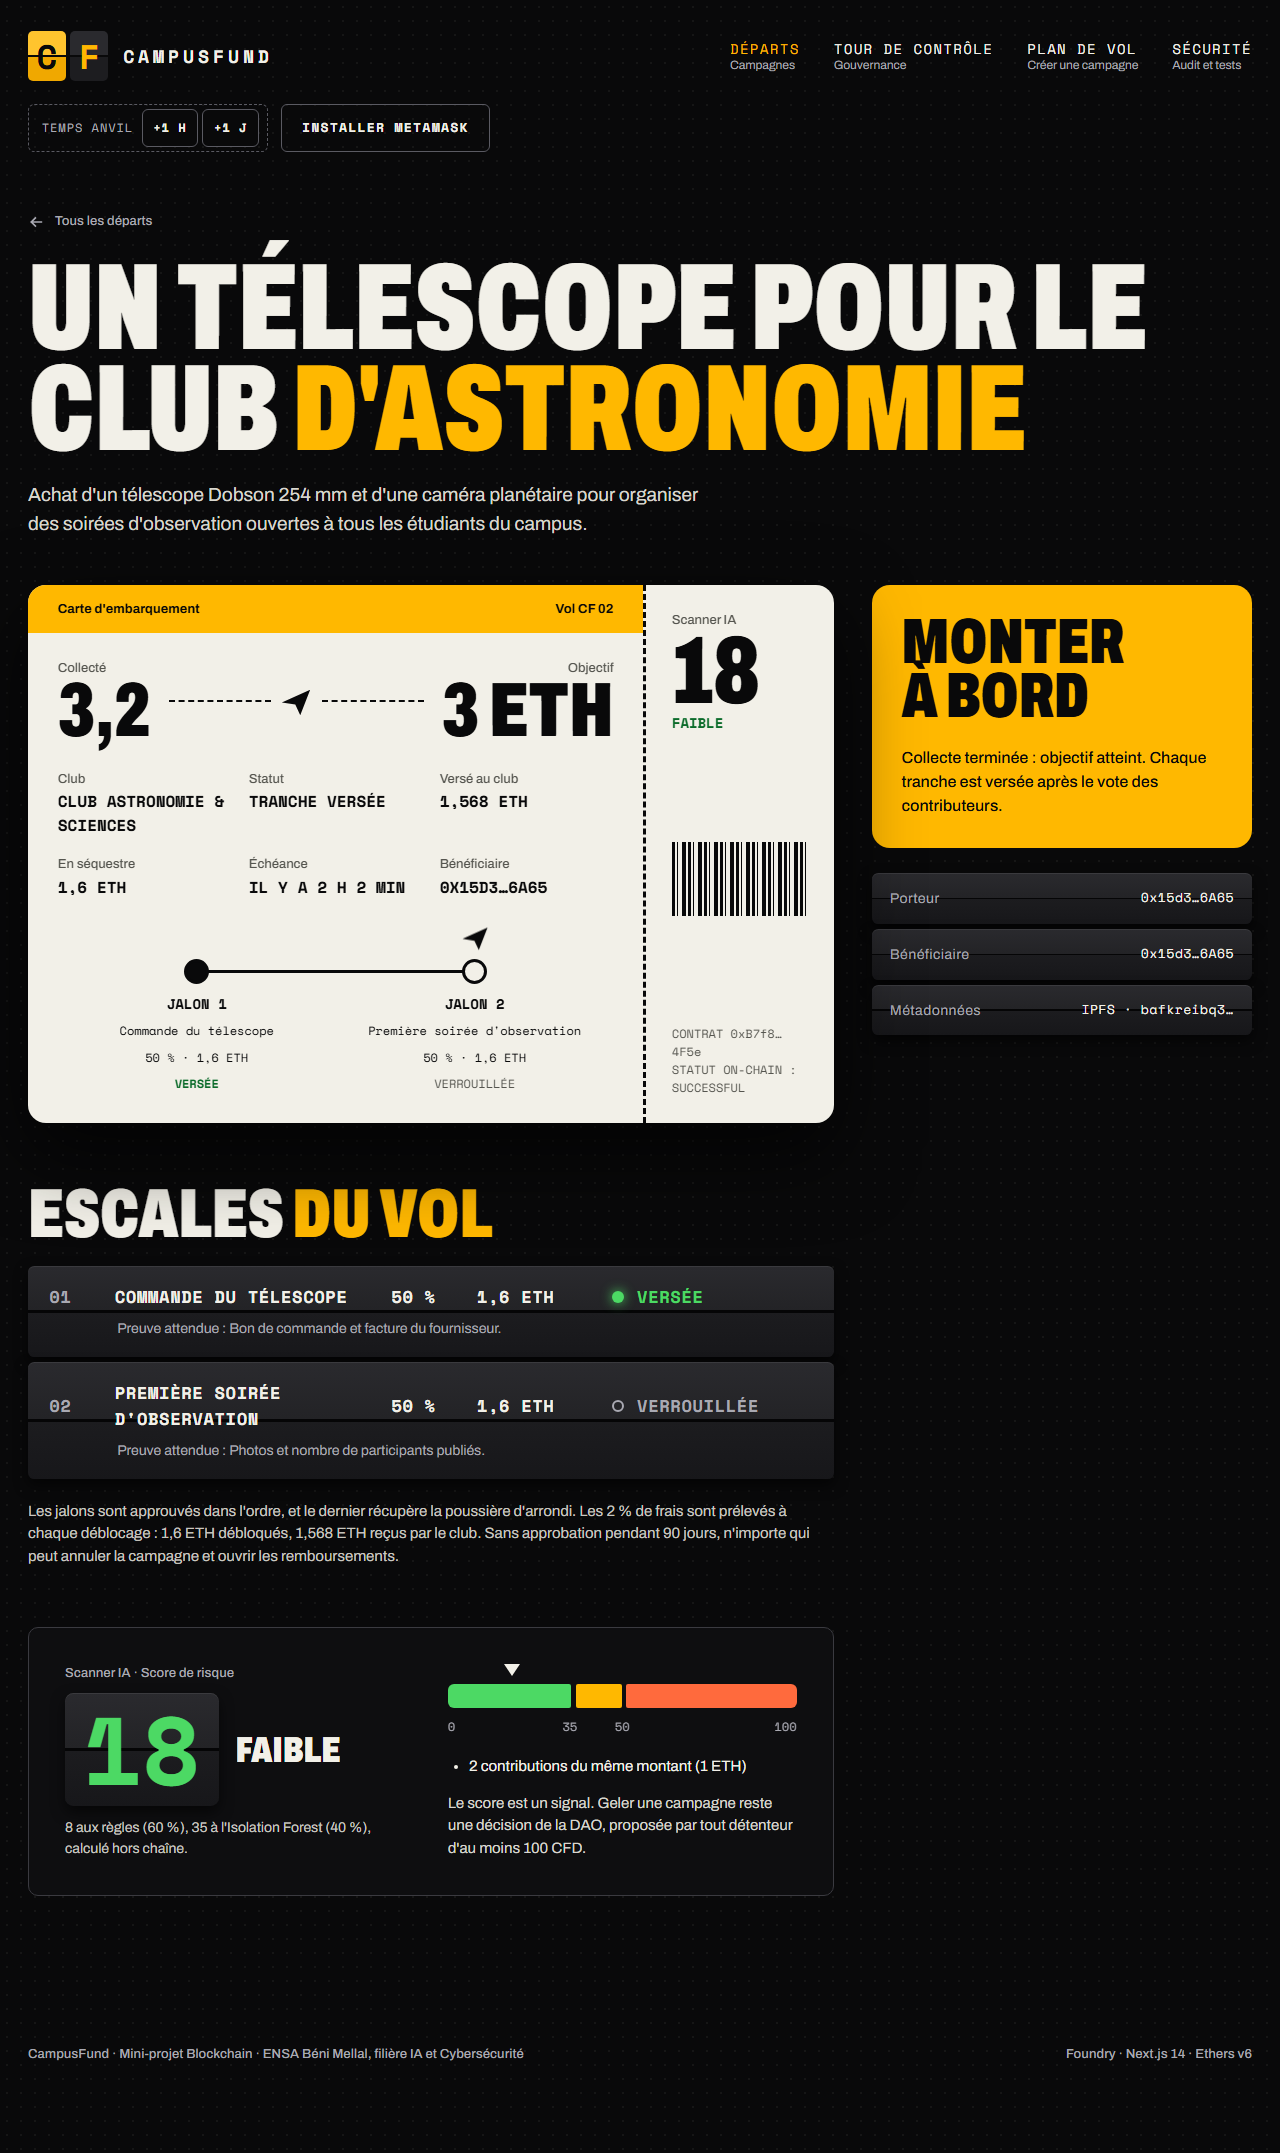 C F CAMPUSFUND
DÉPARTS
Campagnes
TOUR DE CONTRÔLE
Gouvernance
PLAN DE VOL
Créer une campagne
SÉCURITÉ
Audit et tests
TEMPS ANVIL +1 H +1 J
INSTALLER METAMASK
← Tous les départs
UN TÉLESCOPE POUR LE
CLUB D'ASTRONOMIE
Achat d'un télescope Dobson 254 mm et d'une caméra planétaire pour organiser
des soirées d'observation ouvertes à tous les étudiants du campus.
Carte d'embarquement
Vol CF 02
Collecté
3,2
Objectif
3 ETH
Club
CLUB ASTRONOMIE &
SCIENCES
Statut
TRANCHE VERSÉE
Versé au club
1,568 ETH
En séquestre
1,6 ETH
Échéance
IL Y A 2 H 2 MIN
Bénéficiaire
0X15D3…6A65
JALON 1
Commande du télescope
50 % · 1,6 ETH
VERSÉE
JALON 2
Première soirée d'observation
50 % · 1,6 ETH
VERROUILLÉE
Scanner IA
18
FAIBLE
CONTRAT 0xB7f8…
4F5e
STATUT ON-CHAIN :
SUCCESSFUL
MONTER
À BORD
Collecte terminée : objectif atteint. Chaque
tranche est versée après le vote des
contributeurs.
Porteur 0x15d3…6A65
Bénéficiaire 0x15d3…6A65
Métadonnées IPFS · bafkreibq3…
ESCALES DU VOL
01 COMMANDE DU TÉLESCOPE 50 % 1,6 ETH VERSÉE
Preuve attendue : Bon de commande et facture du fournisseur.
02 PREMIÈRE SOIRÉE
D'OBSERVATION 50 % 1,6 ETH VERROUILLÉE
Preuve attendue : Photos et nombre de participants publiés.
Les jalons sont approuvés dans l'ordre, et le dernier récupère la poussière d'arrondi. Les 2 % de frais sont prélevés à
chaque déblocage : 1,6 ETH débloqués, 1,568 ETH reçus par le club. Sans approbation pendant 90 jours, n'importe qui
peut annuler la campagne et ouvrir les remboursements.
Scanner IA · Score de risque
18 FAIBLE
8 aux règles (60 %), 35 à l'Isolation Forest (40 %),
calculé hors chaîne.
0 35 50 100
• 2 contributions du même montant (1 ETH)
Le score est un signal. Geler une campagne reste
une décision de la DAO, proposée par tout détenteur
d'au moins 100 CFD.
CampusFund · Mini-projet Blockchain · ENSA Béni Mellal, filière IA et Cybersécurité
Foundry · Next.js 14 · Ethers v6